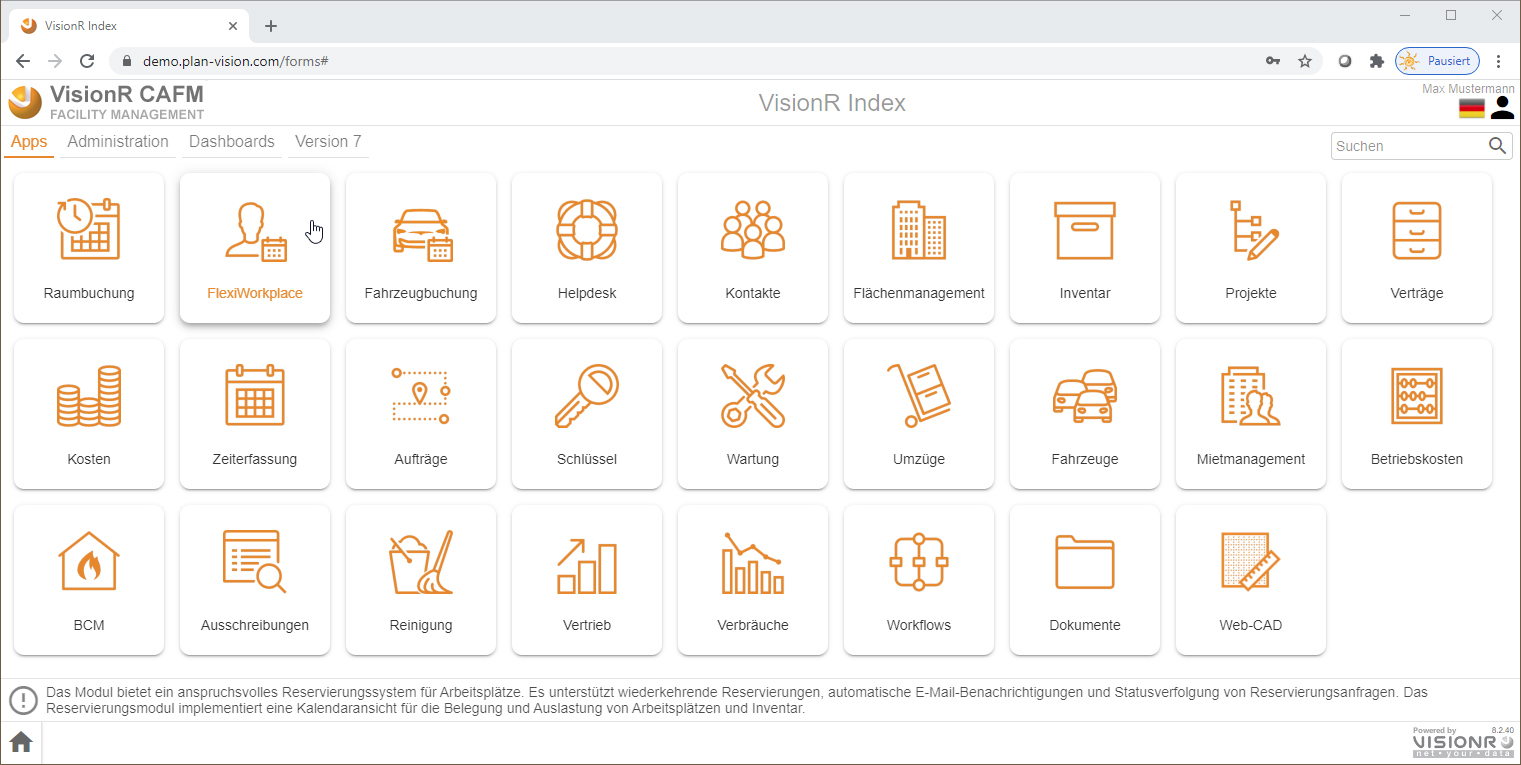 VisionR Index
demo.plan-vision.com/forms#
Pausiert
VisionR CAFM
FACILITY MANAGEMENT
VisionR Index
Max Mustermann
Apps
Administration
Dashboards
Version 7
Suchen
Raumbuchung
FlexiWorkplace
Fahrzeugbuchung
Helpdesk
Kontakte
Flächenmanagement
Inventar
Projekte
Verträge
Kosten
Zeiterfassung
Aufträge
Schlüssel
Wartung
Umzüge
Fahrzeuge
Mietmanagement
Betriebskosten
BCM
Ausschreibungen
Reinigung
Vertrieb
Verbräuche
Workflows
Dokumente
Web-CAD
Das Modul bietet ein anspruchsvolles Reservierungssystem für Arbeitsplätze. Es unterstützt wiederkehrende Reservierungen, automatische E-Mail-Benachrichtigungen und Statusverfolgung von Reservierungsanfragen. Das
Reservierungsmodul implementiert eine Kalendaransicht für die Belegung und Auslastung von Arbeitsplätzen und Inventar.
Powered by
8.2.40
VISIONR
net • your • data